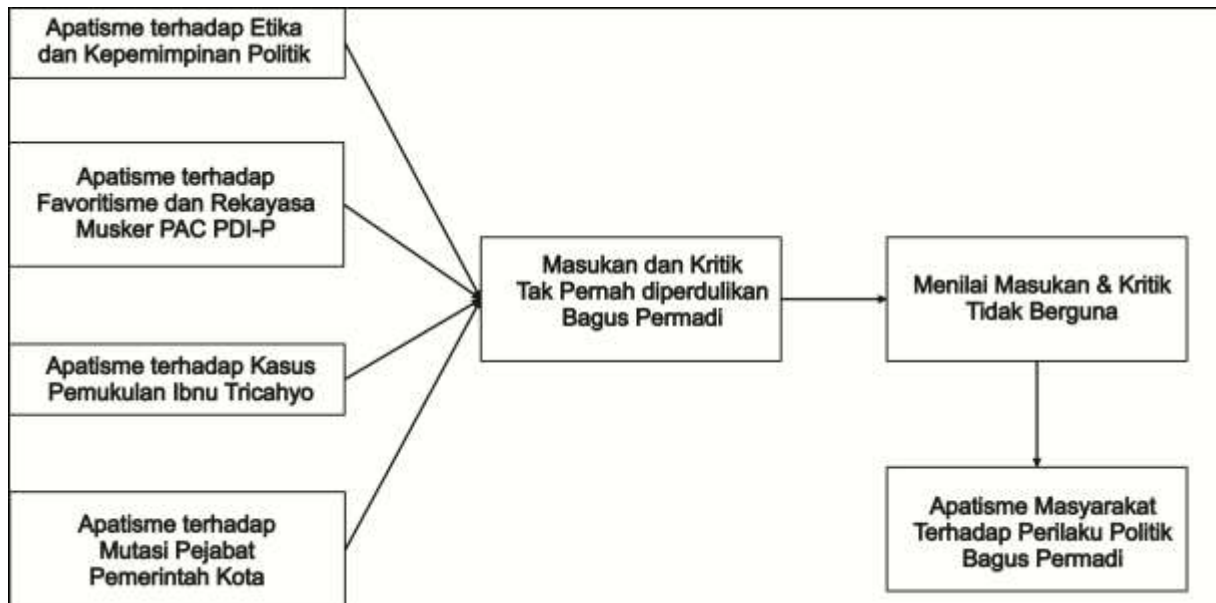 Apatisme terhadap Etika
dan Kepemimpinan Politik
Apatisme terhadap
Favoritisme dan Rekayasa
Musker PAC PDI-P
Apatisme terhadap Kasus
Pemukulan Ibnu Tricahyo
Apatisme terhadap
Mutasi Pejabat
Pemerintah Kota
Masukan dan Kritik
Tak Pernah diperdulikan
Bagus Permadi
Menilai Masukan & Kritik
Tidak Berguna
Apatisme Masyarakat
Terhadap Perilaku Politik
Bagus Permadi